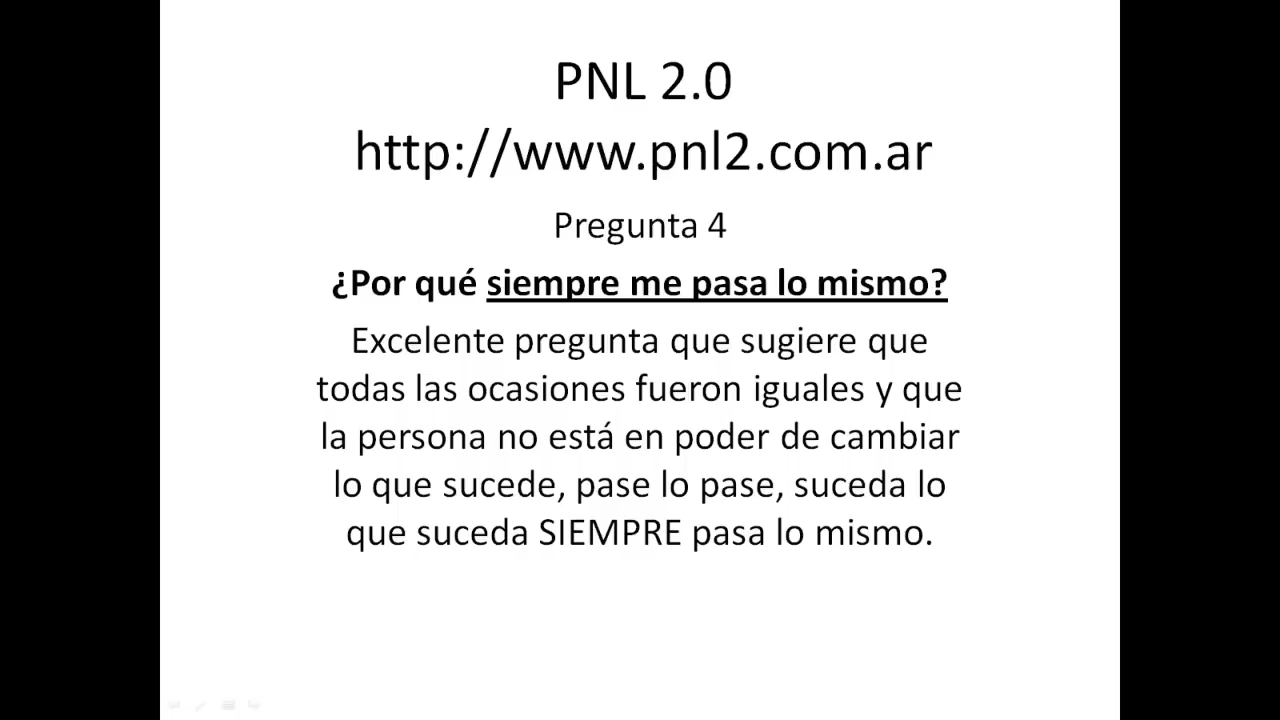 PNL 2.0
http://www.pnl2.com.ar
Pregunta 4
¿Por qué siempre me pasa lo mismo?
Excelente pregunta que sugiere que
todas las ocasiones fueron iguales y que
la persona no está en poder de cambiar
lo que sucede, pase lo pase, suceda lo
que suceda SIEMPRE pasa lo mismo.